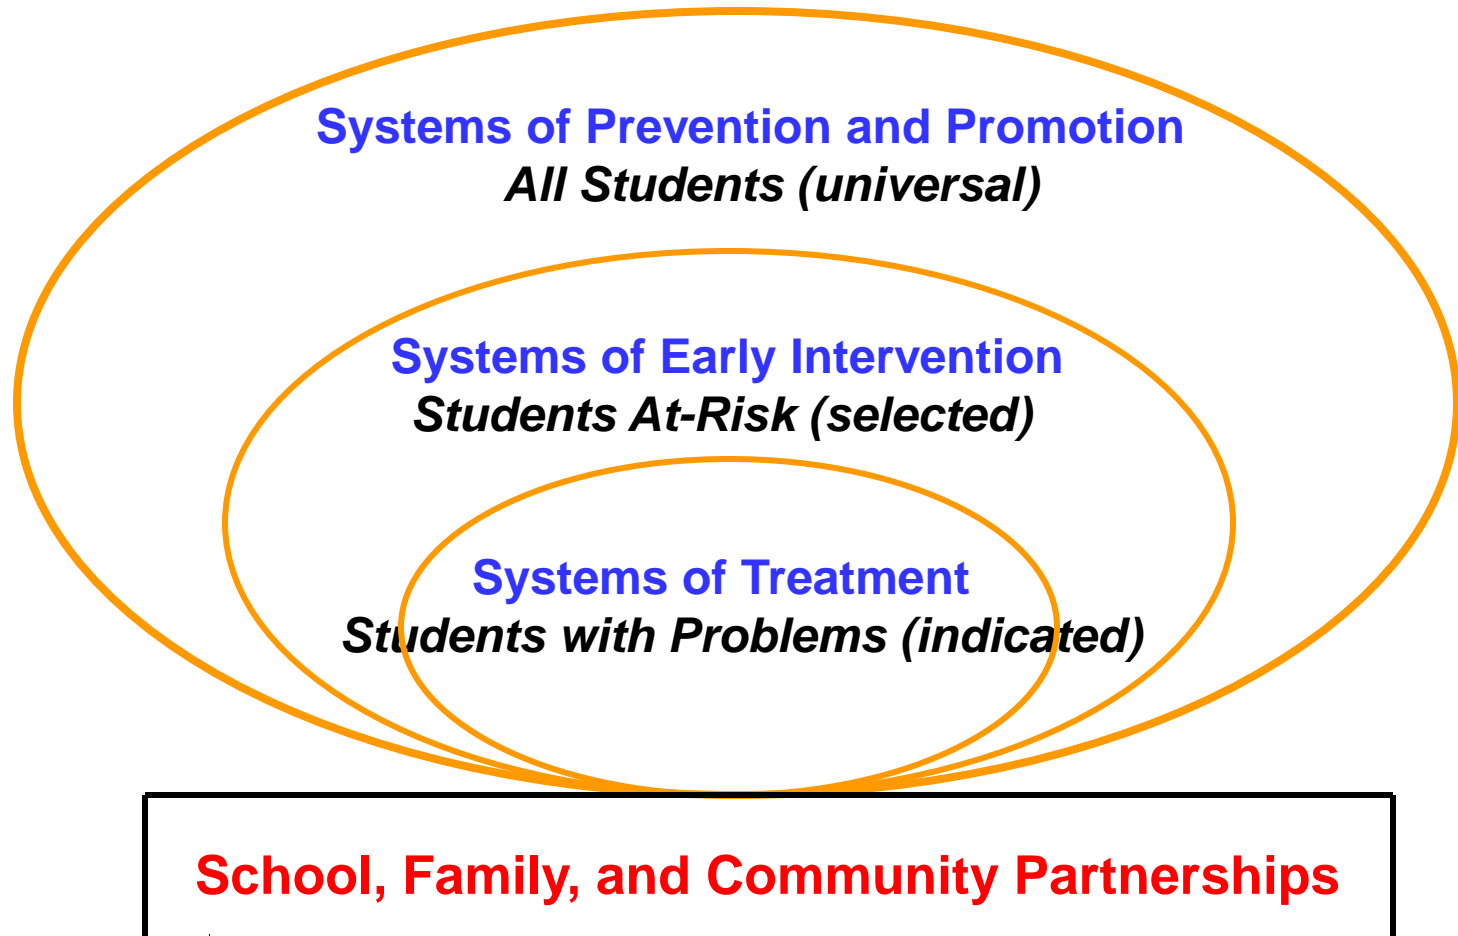 Systems of Prevention and Promotion
All Students (universal)
Systems of Early Intervention
Students At-Risk (selected)
Systems of Treatment
Students with Problems (indicated)
School, Family, and Community Partnerships